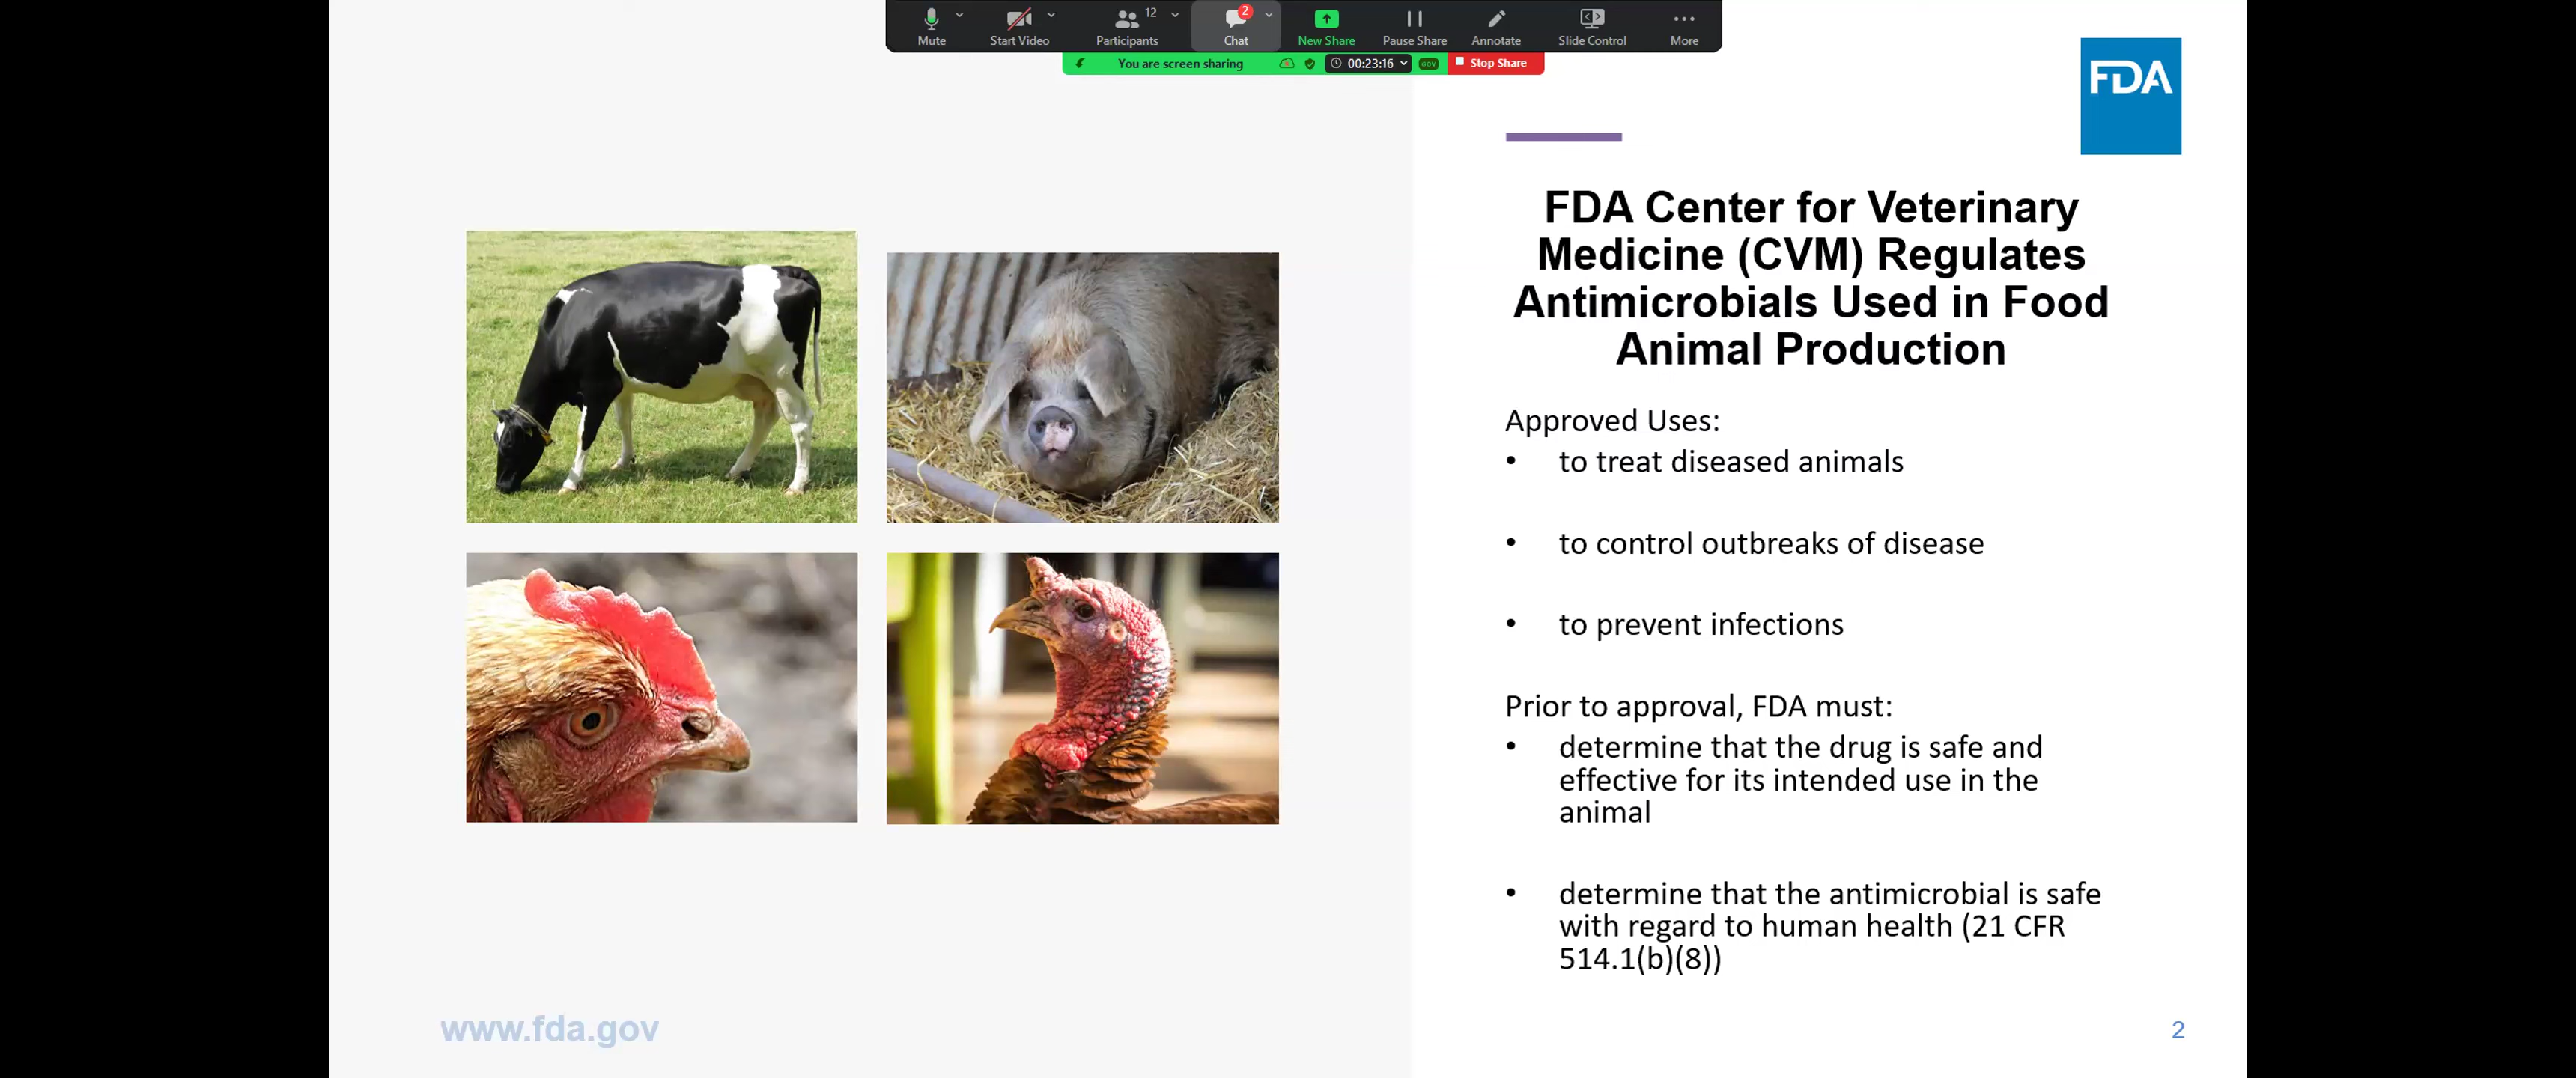 12
2
Mute
Start Video
Participants
Chat
New Share
Pause Share
Annotate
Slide Control
More
You are screen sharing
00:23:16
GOV
Stop Share
FDA
FDA Center for Veterinary
Medicine (CVM) Regulates
Antimicrobials Used in Food
Animal Production
Approved Uses:
• to treat diseased animals
• to control outbreaks of disease
• to prevent infections
Prior to approval, FDA must:
• determine that the drug is safe and
effective for its intended use in the
animal
• determine that the antimicrobial is safe
with regard to human health (21 CFR
514.1(b)(8))
www.fda.gov
2